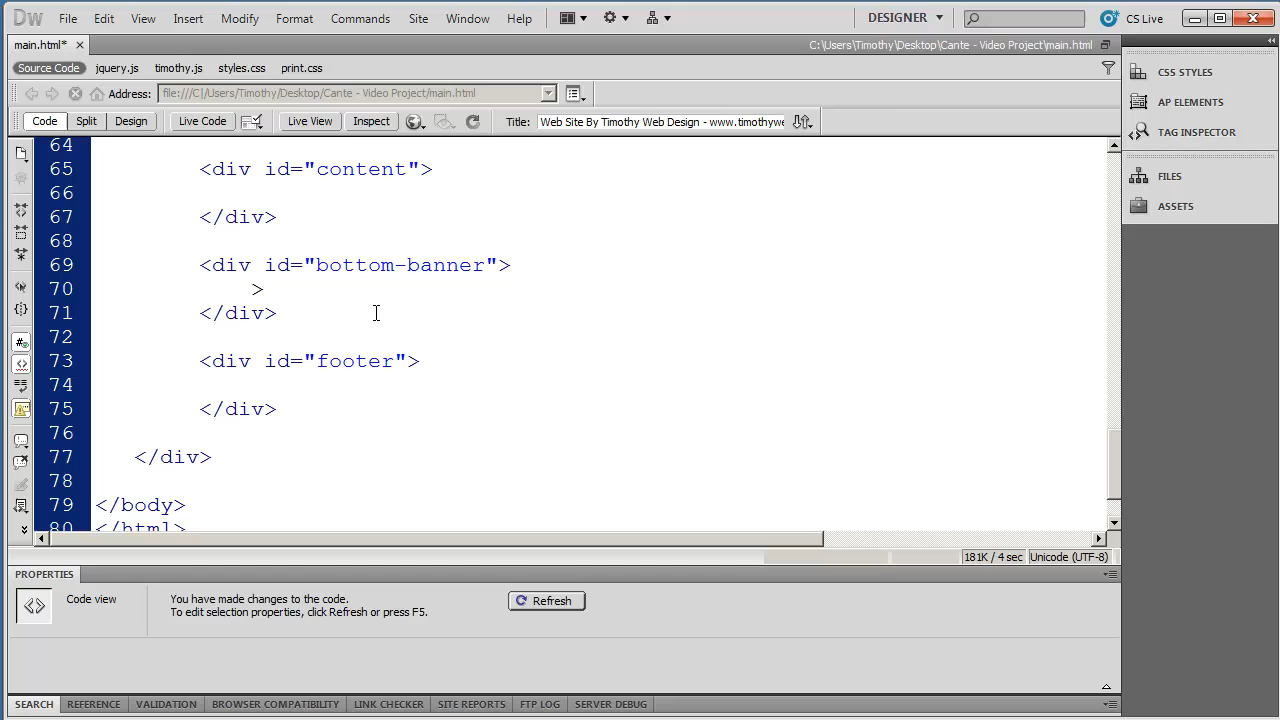 Dw File Edit View Insert Modify Format Commands Site Window Help DESIGNER CS Live
main.html* C:\Users\Timothy\Desktop\Cante - Video Project\main.html
Source Code jquery.js timothy.js styles.css print.css
Address: file:///C|/Users/Timothy/Desktop/Cante - Video Project/main.html
Code Split Design Live Code Live View Inspect Title: Web Site By Timothy Web Design - www.timothywe
64
65 <div id="content">
66
67 </div>
68
69 <div id="bottom-banner">
70 >
71 </div>
72
73 <div id="footer">
74
75 </div>
76
77 </div>
78
79 </body>
80 </html>
181K / 4 sec Unicode (UTF-8)
PROPERTIES
Code view
You have made changes to the code.
To edit selection properties, click Refresh or press F5.
Refresh
SEARCH REFERENCE VALIDATION BROWSER COMPATIBILITY LINK CHECKER SITE REPORTS FTP LOG SERVER DEBUG
CSS STYLES
AP ELEMENTS
TAG INSPECTOR
FILES
ASSETS